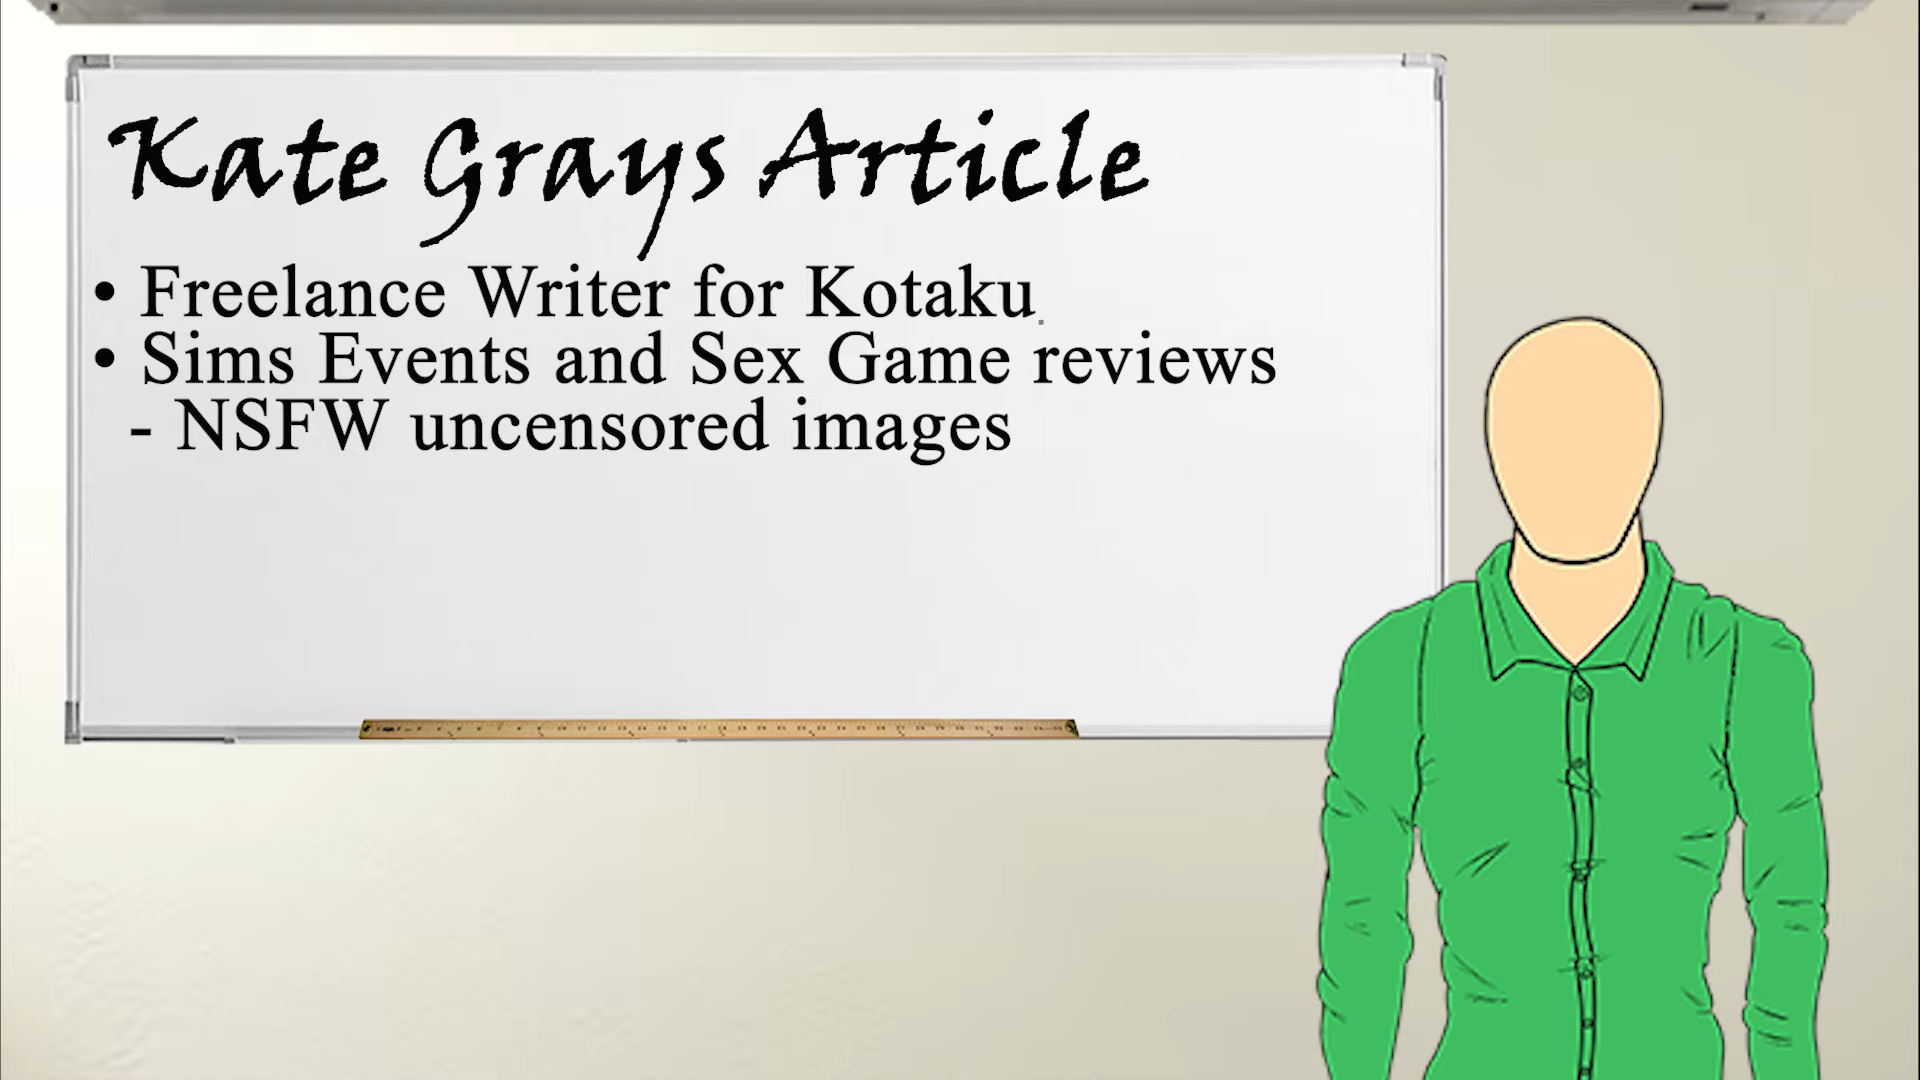 Kate Grays Article
• Freelance Writer for Kotaku
• Sims Events and Sex Game reviews
- NSFW uncensored images